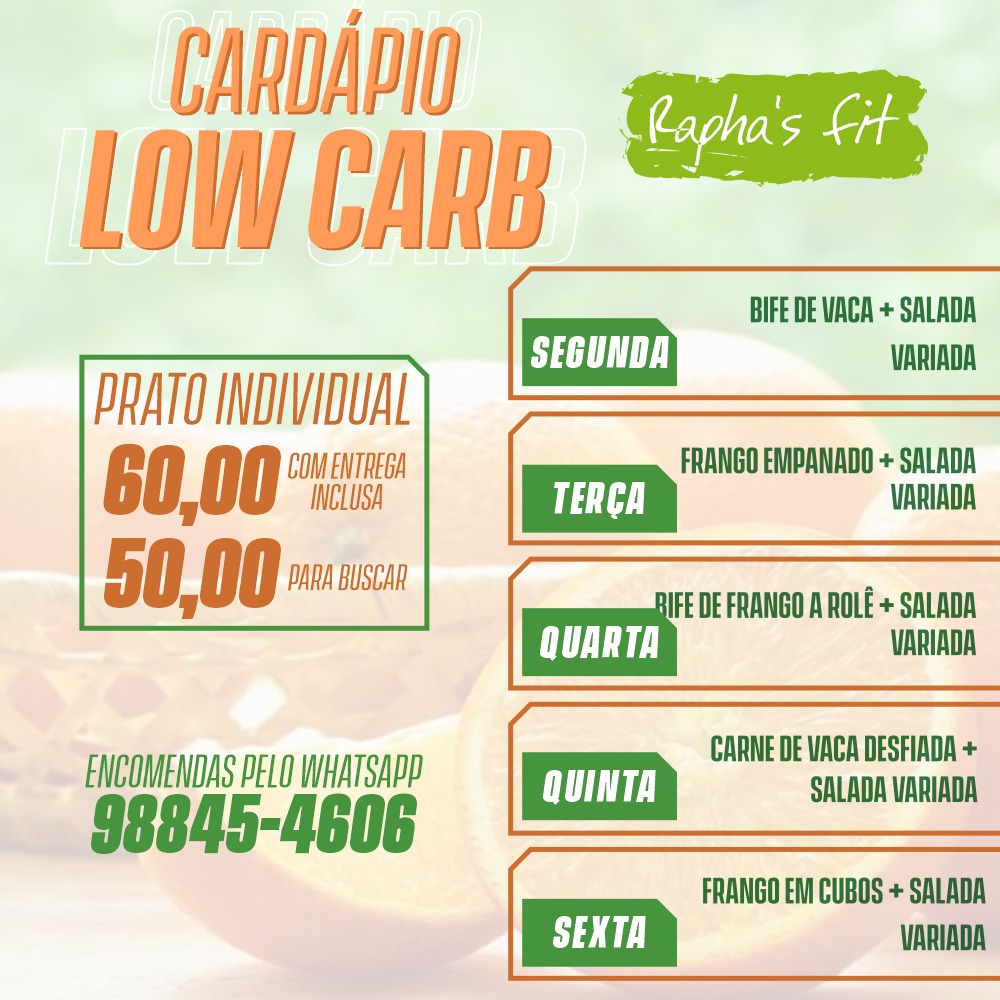 CARDÁPIO
LOW CARB
Rapha's fit
PRATO INDIVIDUAL
60,00 COM ENTREGA
INCLUSA
50,00 PARA BUSCAR
ENCOMENDAS PELO WHATSAPP
98845-4606
SEGUNDA
BIFE DE VACA + SALADA
VARIADA
TERÇA
FRANGO EMPANADO + SALADA
VARIADA
QUARTA
BIFE DE FRANGO A ROLÊ + SALADA
VARIADA
QUINTA
CARNE DE VACA DESFIADA +
SALADA VARIADA
SEXTA
FRANGO EM CUBOS + SALADA
VARIADA